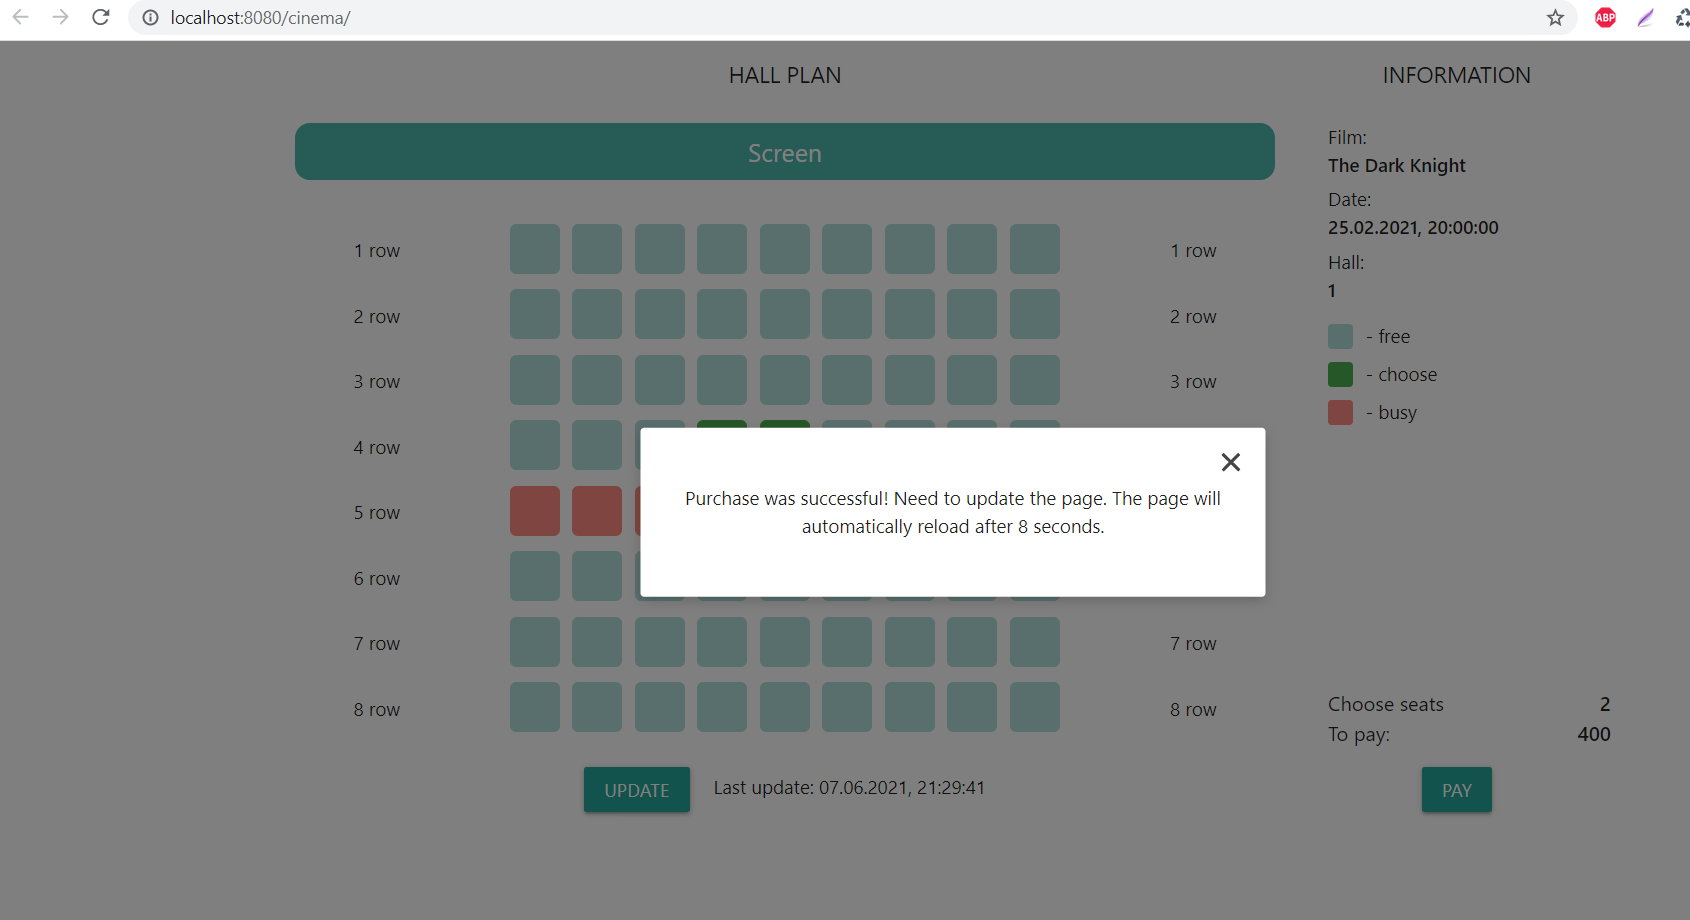 localhost:8080/cinema/
ABP
HALL PLAN
INFORMATION
Screen
Film:
The Dark Knight
Date:
25.02.2021, 20:00:00
Hall:
1
- free
- choose
- busy
1 row
1 row
2 row
2 row
3 row
3 row
4 row
5 row
6 row
7 row
7 row
8 row
8 row
Purchase was successful! Need to update the page. The page will
automatically reload after 8 seconds.
Choose seats 2
To pay: 400
UPDATE
Last update: 07.06.2021, 21:29:41
PAY